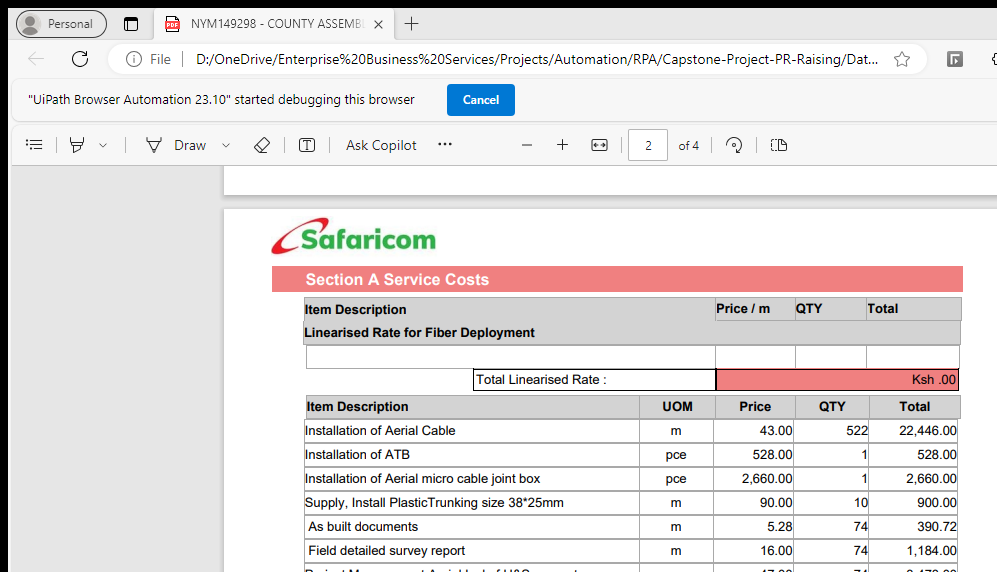 Personal
NYM149298 - COUNTY ASSEMB
File D:/OneDrive/Enterprise%20Business%20Services/Projects/Automation/RPA/Capstone-Project-PR-Raising/Dat...
"UiPath Browser Automation 23.10" started debugging this browser Cancel
Draw T Ask Copilot ... 2 of 4
Safaricom
Section A Service Costs
Item Description Price / m QTY Total
Linearised Rate for Fiber Deployment
Total Linearised Rate : Ksh .00
Item Description UOM Price QTY Total
Installation of Aerial Cable m 43.00 522 22,446.00
Installation of ATB pce 528.00 1 528.00
Installation of Aerial micro cable joint box pce 2,660.00 1 2,660.00
Supply, Install PlasticTrunking size 38*25mm m 90.00 10 900.00
As built documents m 5.28 74 390.72
Field detailed survey report m 16.00 74 1,184.00